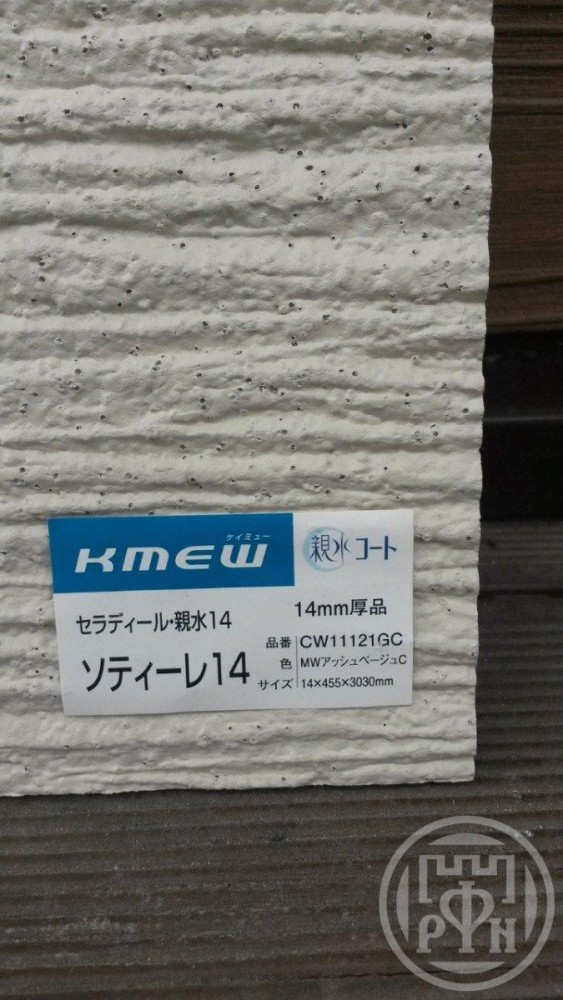 ケイミュー
KMEW
親水コート
セラディール・親水14
14mm厚品
ソティーレ14
品番 CW11121GC
色 MWアッシュベージュC
サイズ 14×455×3030mm
РФН